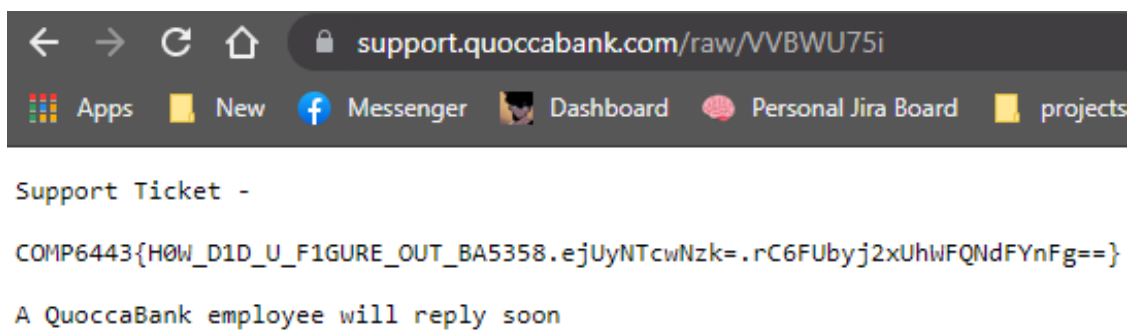 support.quoccabank.com/raw/VVBWU75i
Apps New Messenger Dashboard Personal Jira Board projects
Support Ticket -
COMP6443{H0W_D1D_U_F1GURE_OUT_BA5358.ejUyNTcwNzk=.rC6FUbyj2xUhWFQNdFYnFg==}
A QuoccaBank employee will reply soon